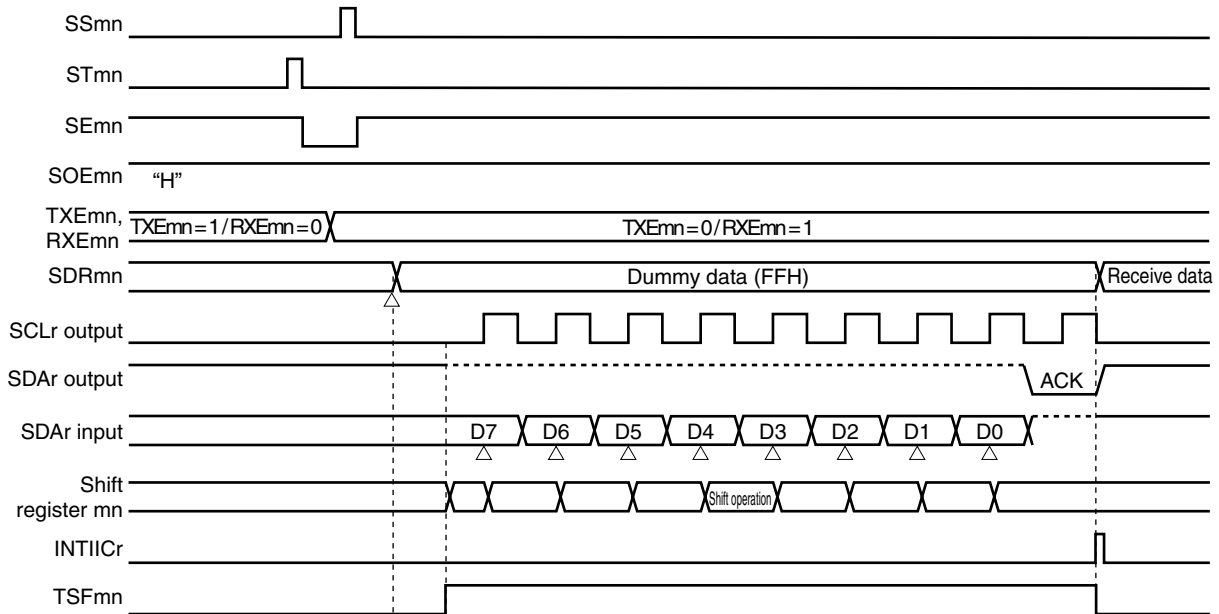 SSmn
STmn
SEmn
SOEmn "H"
TXEmn,
RXEmn TXEmn=1/RXEmn=0 TXEmn=0/RXEmn=1
SDRmn Dummy data (FFH) Receive data
SCLr output
SDAr output ACK
SDAr input D7 D6 D5 D4 D3 D2 D1 D0
Shift
register mn Shift operation
INTIICr
TSFmn